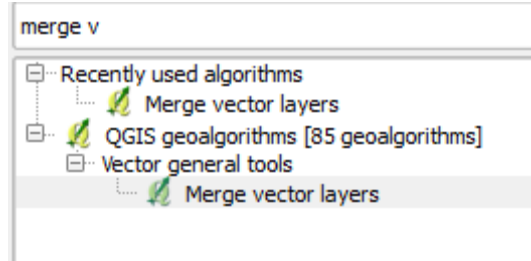 merge v
Recently used algorithms
Merge vector layers
QGIS geoalgorithms [85 geoalgorithms]
Vector general tools
Merge vector layers